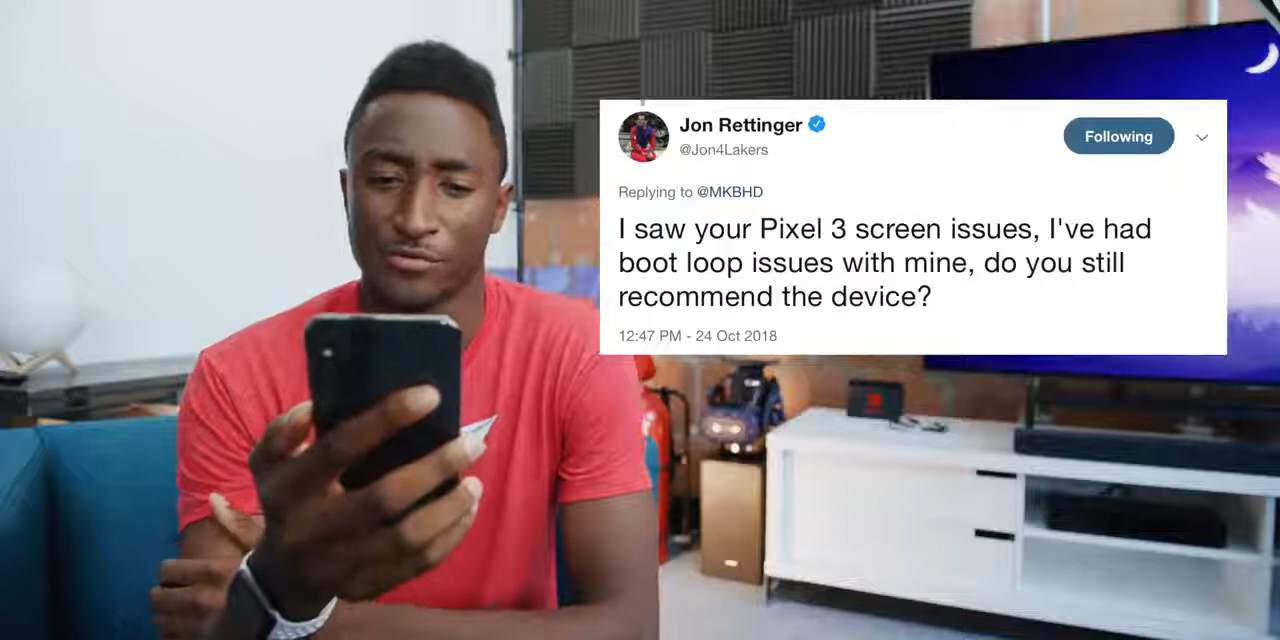 Jon Rettinger
@Jon4Lakers
Following
Replying to @MKBHD
I saw your Pixel 3 screen issues, I've had
boot loop issues with mine, do you still
recommend the device?
12:47 PM - 24 Oct 2018